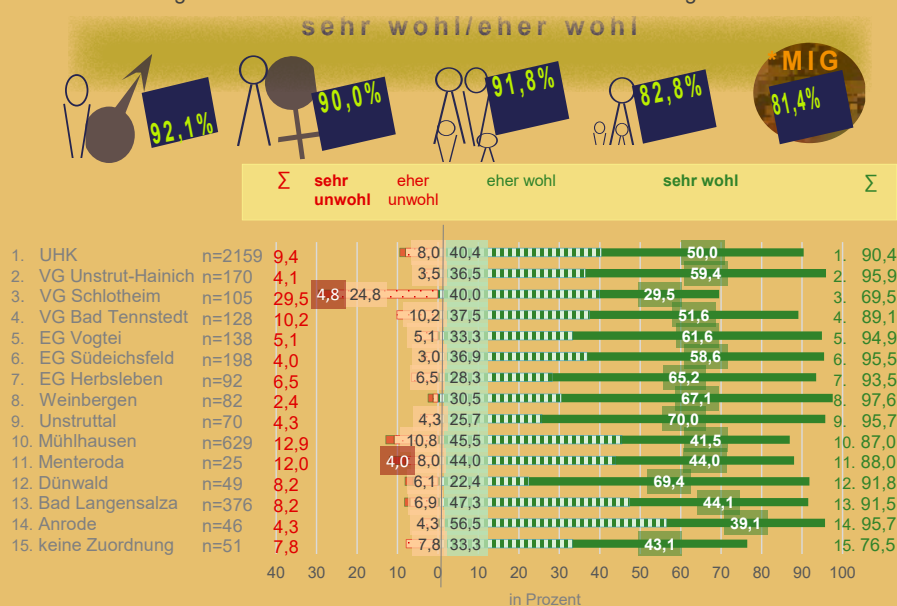 sehr wohl/eher wohl
92,1%
90,0%
91,8%
82,8%
*MIG
81,4%
∑ sehr unwohl eher unwohl eher wohl sehr wohl ∑
1. UHK n=2159 9,4 8,0 40,4 50,0 1. 90,4
2. VG Unstrut-Hainich n=170 4,1 3,5 36,5 59,4 2. 95,9
3. VG Schlotheim n=105 29,5 4,8 24,8 40,0 29,5 3. 69,5
4. VG Bad Tennstedt n=128 10,2 10,2 37,5 51,6 4. 89,1
5. EG Vogtei n=138 5,1 5,1 33,3 61,6 5. 94,9
6. EG Südeichsfeld n=198 4,0 3,0 36,9 58,6 6. 95,5
7. EG Herbsleben n=92 6,5 6,5 28,3 65,2 7. 93,5
8. Weinbergen n=82 2,4 30,5 67,1 8. 97,6
9. Unstruttal n=70 4,3 4,3 25,7 70,0 9. 95,7
10. Mühlhausen n=629 12,9 10,8 45,5 41,5 10. 87,0
11. Menteroda n=25 12,0 4,0 8,0 44,0 44,0 11. 88,0
12. Dünwald n=49 8,2 6,1 22,4 69,4 12. 91,8
13. Bad Langensalza n=376 8,2 6,9 47,3 44,1 13. 91,5
14. Anrode n=46 4,3 4,3 56,5 39,1 14. 95,7
15. keine Zuordnung n=51 7,8 7,8 33,3 43,1 15. 76,5
40 30 20 10 0 10 20 30 40 50 60 70 80 90 100
in Prozent